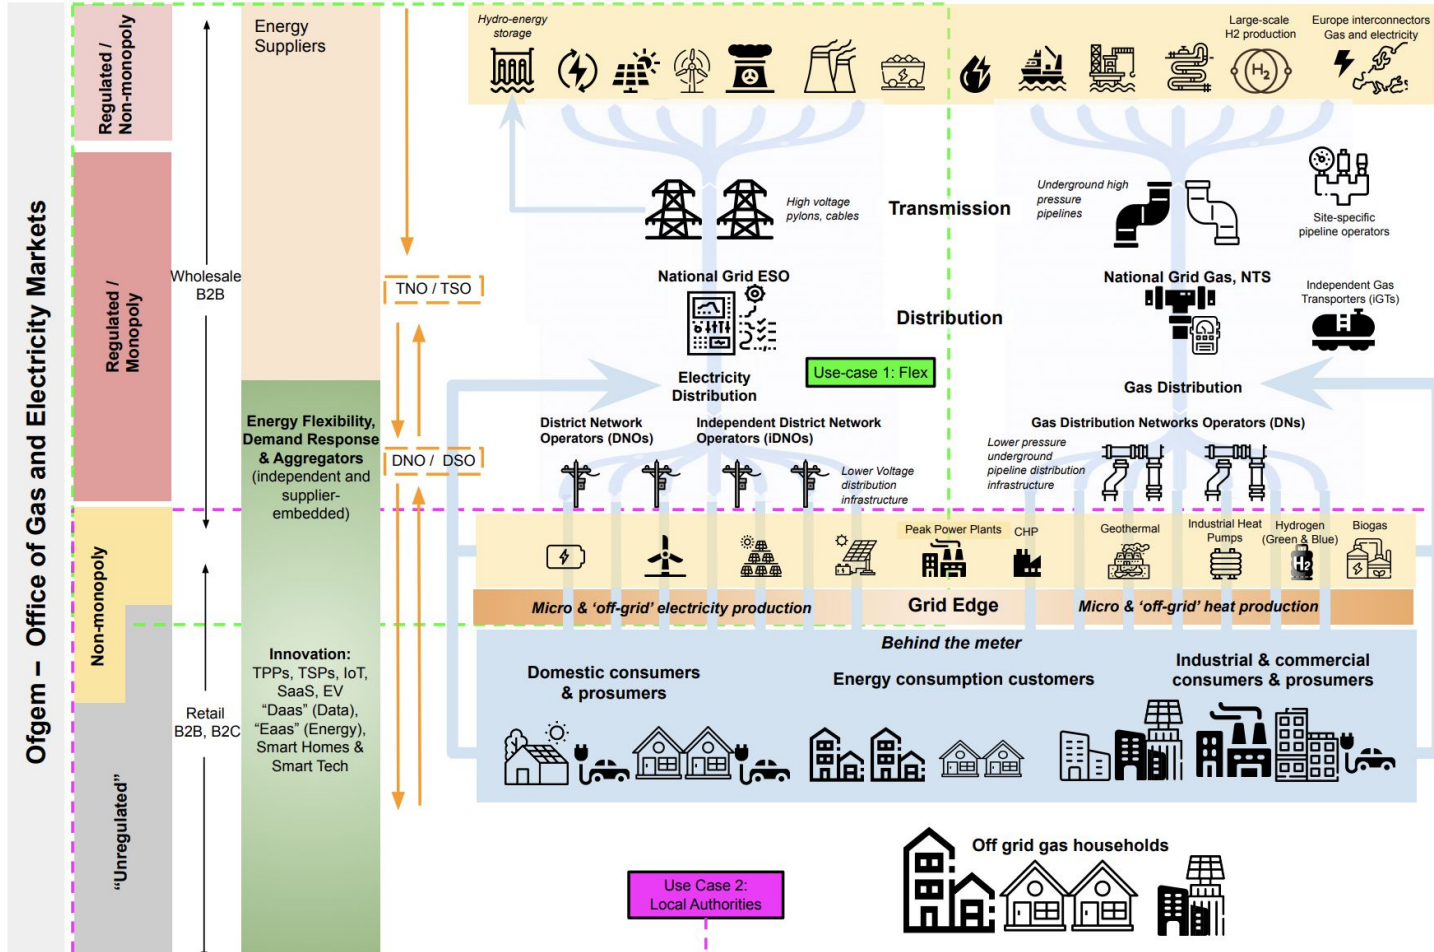 Ofgem – Office of Gas and Electricity Markets
Regulated /
Non-monopoly
Regulated /
Monopoly
Non-monopoly
“Unregulated”
Wholesale
B2B
Retail
B2B, B2C
Energy
Suppliers
Energy Flexibility,
Demand Response
& Aggregators
(independent and
supplier-
embedded)
Innovation:
TPPs, TSPs, IoT,
SaaS, EV
“Daas” (Data),
“Eaas” (Energy),
Smart Homes &
Smart Tech
TNO / TSO
DNO / DSO
Hydro-energy
storage
Large-scale
H2 production
H2
Europe interconnectors
Gas and electricity
High voltage
pylons, cables
Transmission
Underground high
pressure
pipelines
Site-specific
pipeline operators
National Grid ESO
National Grid Gas, NTS
Independent Gas
Transporters (iGTs)
Distribution
Use-case 1: Flex
Electricity
Distribution
Gas Distribution
District Network
Operators (DNOs)
Independent District Network
Operators (iDNOs)
Gas Distribution Networks Operators (DNs)
Lower Voltage
distribution
infrastructure
Lower pressure
underground
pipeline distribution
infrastructure
Peak Power Plants
CHP
Geothermal
Industrial Heat
Pumps
Hydrogen
(Green & Blue)
H2
Biogas
Micro & ‘off-grid’ electricity production
Grid Edge
Micro & ‘off-grid’ heat production
Behind the meter
Domestic consumers
& prosumers
Energy consumption customers
Industrial & commercial
consumers & prosumers
Off grid gas households
Use Case 2:
Local Authorities